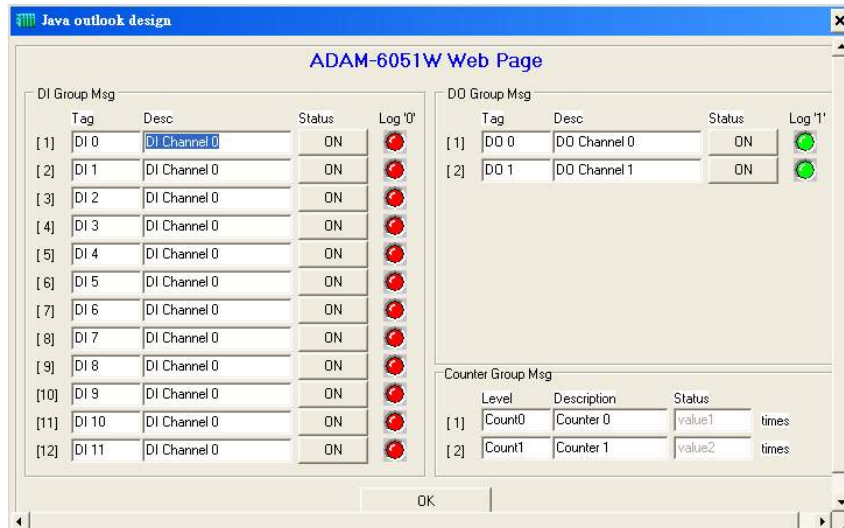 Java outlook design
ADAM-6051W Web Page
DI Group Msg
Tag Desc Status Log '0'
[1] DI 0 DI Channel 0 ON
[2] DI 1 DI Channel 0 ON
[3] DI 2 DI Channel 0 ON
[4] DI 3 DI Channel 0 ON
[5] DI 4 DI Channel 0 ON
[6] DI 5 DI Channel 0 ON
[7] DI 6 DI Channel 0 ON
[8] DI 7 DI Channel 0 ON
[9] DI 8 DI Channel 0 ON
[10] DI 9 DI Channel 0 ON
[11] DI 10 DI Channel 0 ON
[12] DI 11 DI Channel 0 ON
DO Group Msg
Tag Desc Status Log '1'
[1] DO 0 DO Channel 0 ON
[2] DO 1 DO Channel 1 ON
Counter Group Msg
Level Description Status
[1] Count0 Counter 0 value1 times
[2] Count1 Counter 1 value2 times
OK